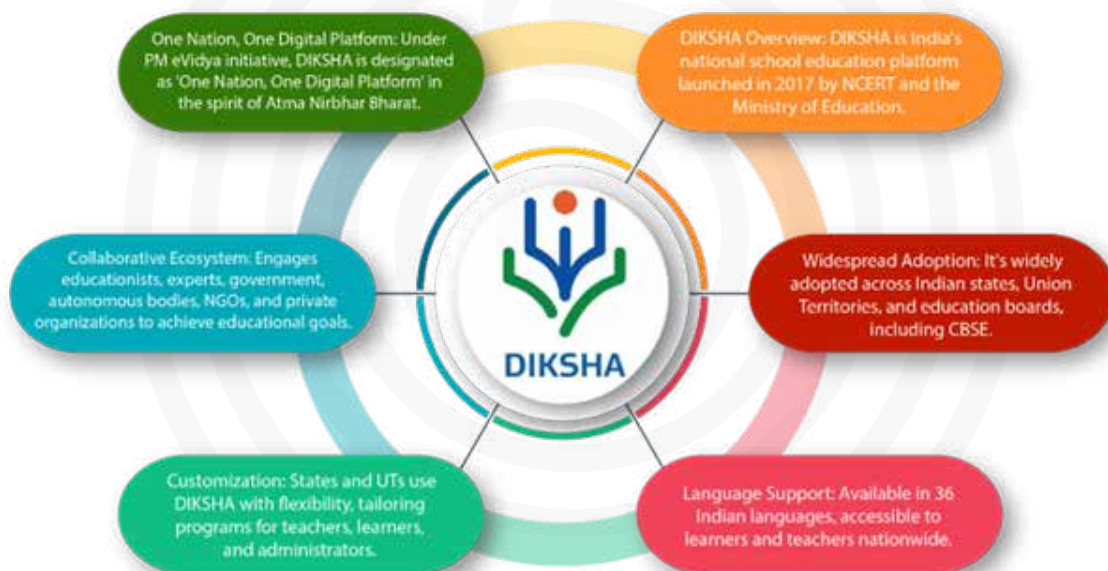 One Nation, One Digital Platform: Under
PM eVidya initiative, DIKSHA is designated
as 'One Nation, One Digital Platform' in
the spirit of Atma Nirbhar Bharat.
DIKSHA Overview: DIKSHA is India's
national school education platform
launched in 2017 by NCERT and the
Ministry of Education.
Collaborative Ecosystem: Engages
educationists, experts, government,
autonomous bodies, NGOs, and private
organizations to achieve educational goals.
DIKSHA
Widespread Adoption: It's widely
adopted across Indian states, Union
Territories, and education boards,
including CBSE.
Customization: States and UTs use
DIKSHA with flexibility, tailoring
programs for teachers, learners,
and administrators.
Language Support: Available in 36
Indian languages, accessible to
learners and teachers nationwide.